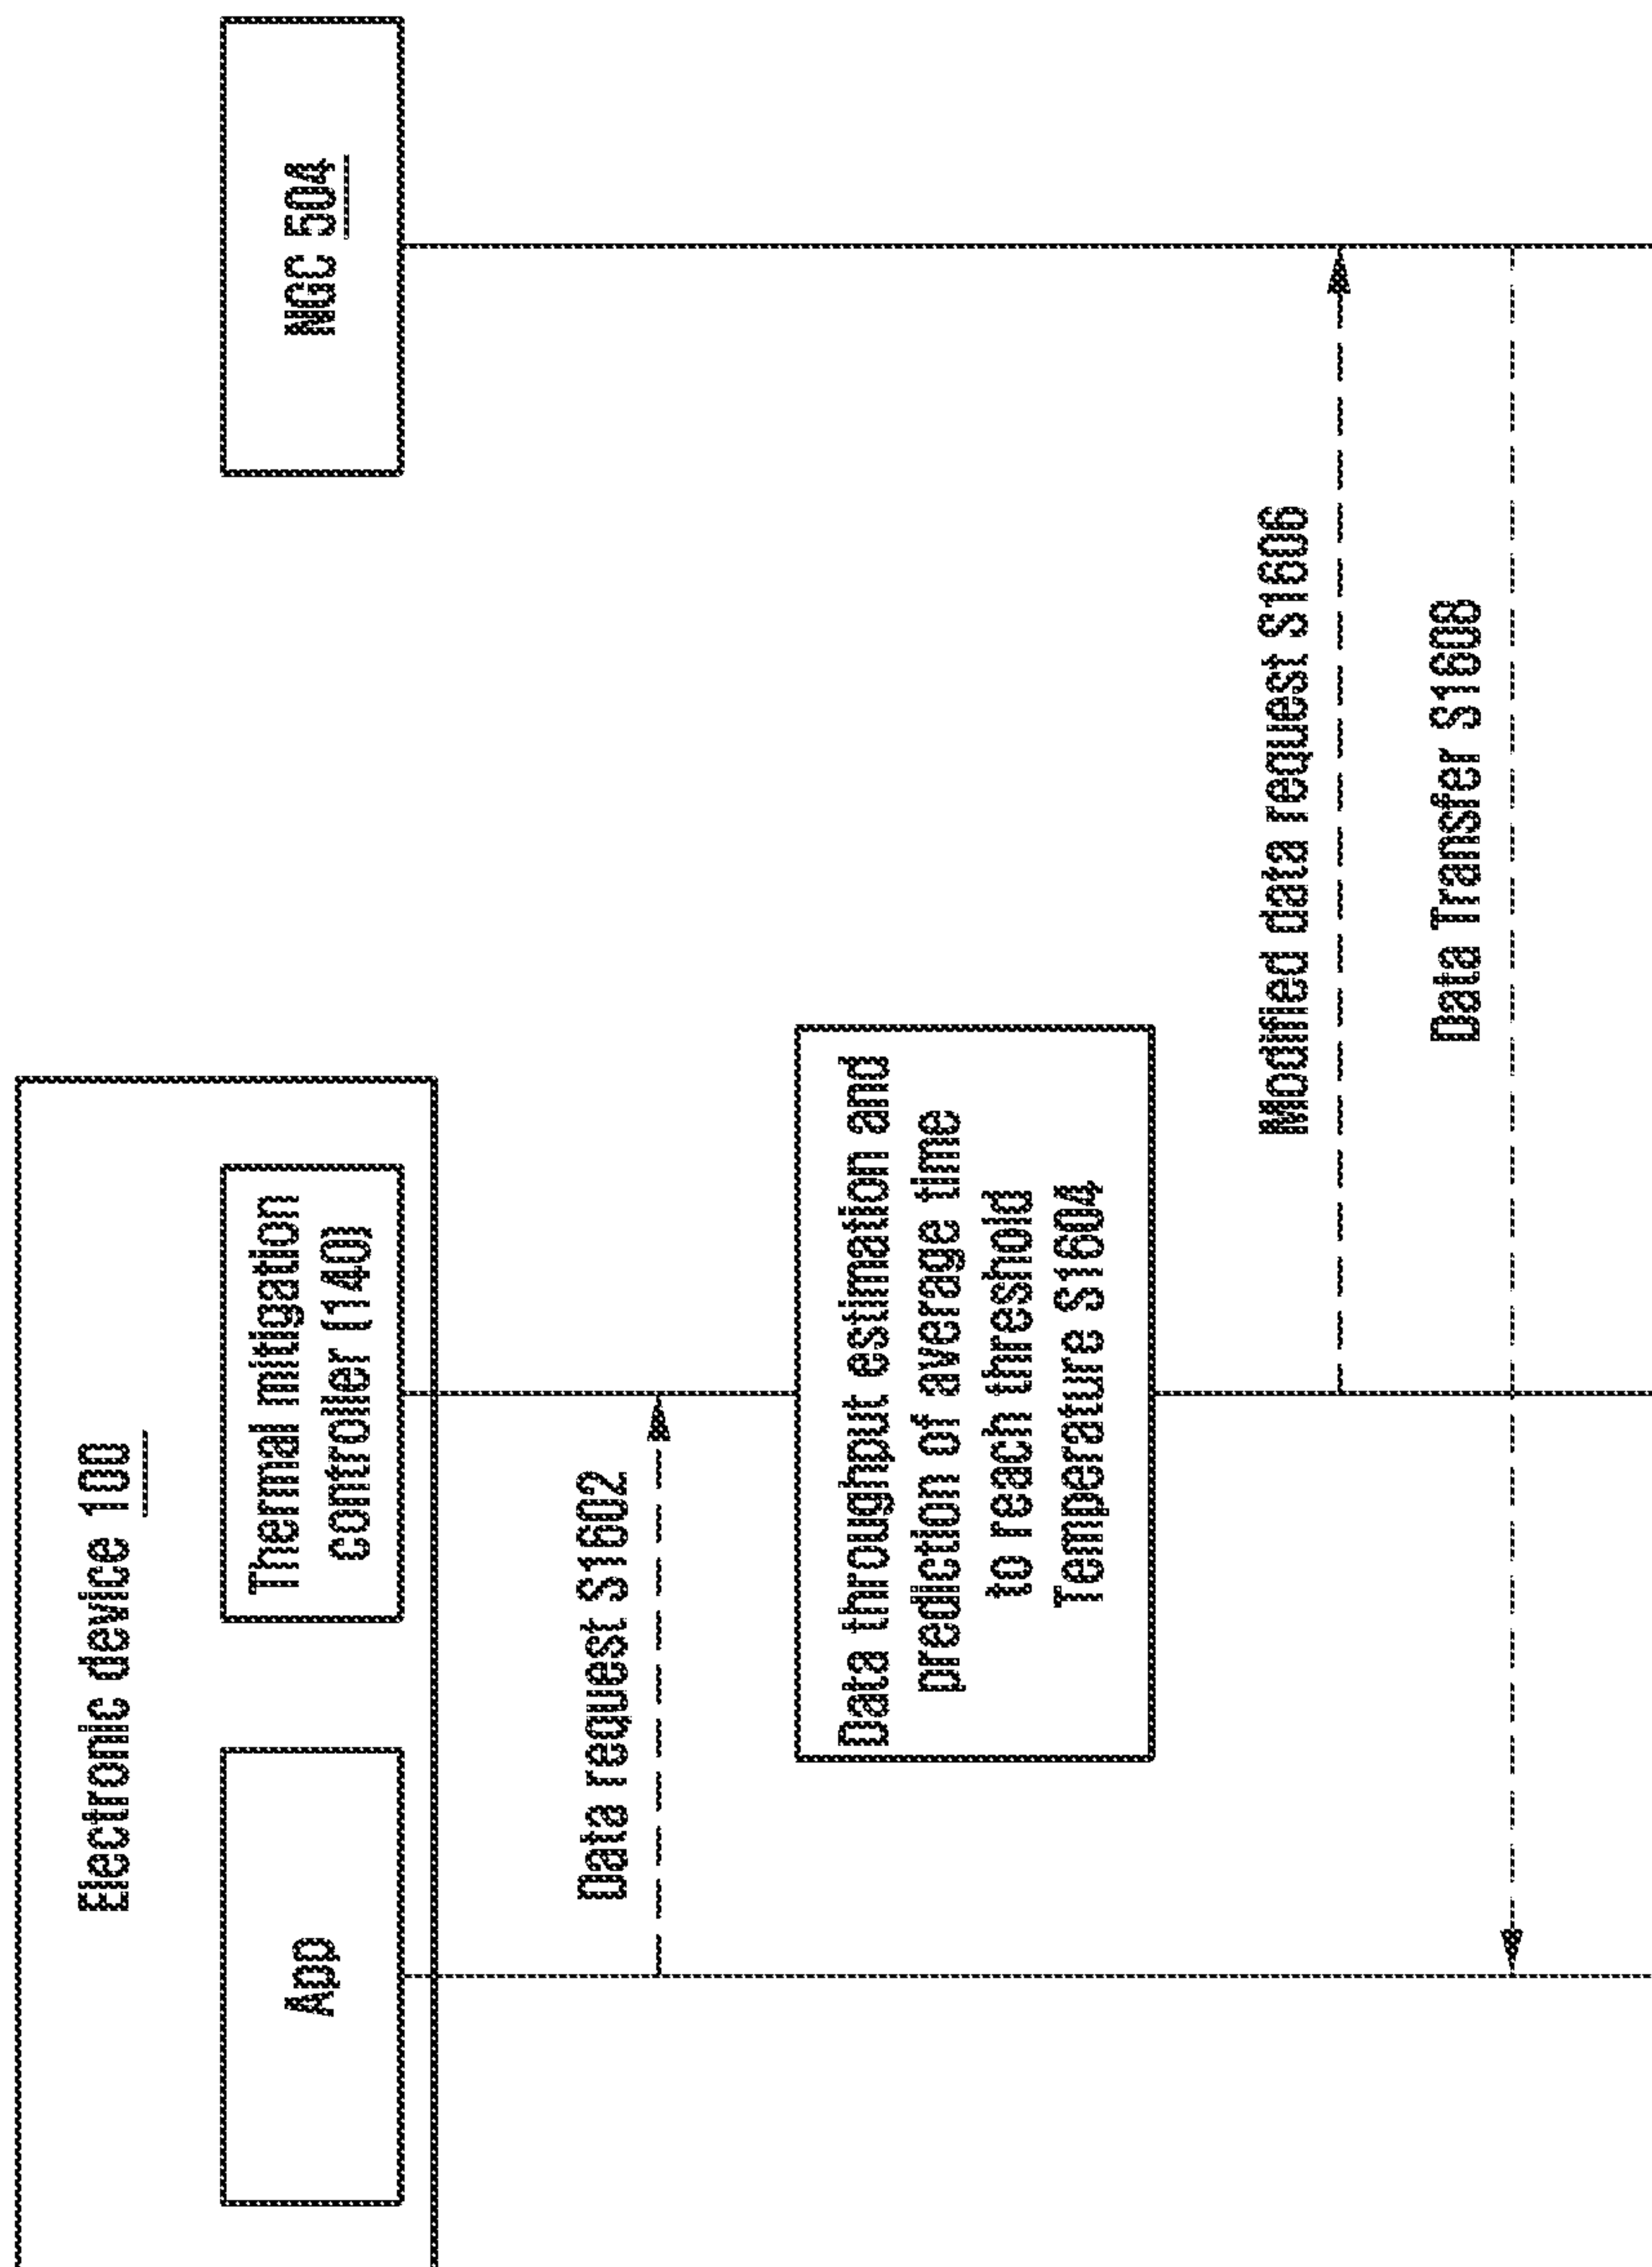 Electronic device 100
App
Thermal mitigation
controller (140)
NGC 504
Data request S1602
Data throughput estimation and
prediction of average time
to reach threshold
Temperature S1604
Modified data request S1606
Data Transfer S1608